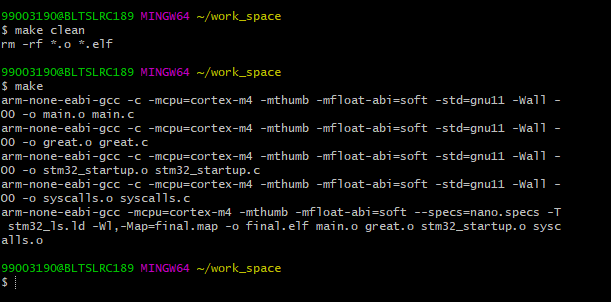 99003190@BLTSLRC189 MINGW64 ~/work_space
$ make clean
rm -rf *.o *.elf

99003190@BLTSLRC189 MINGW64 ~/work_space
$ make
arm-none-eabi-gcc -c -mcpu=cortex-m4 -mthumb -mfloat-abi=soft -std=gnu11 -Wall -
O0 -o main.o main.c
arm-none-eabi-gcc -c -mcpu=cortex-m4 -mthumb -mfloat-abi=soft -std=gnu11 -Wall -
O0 -o great.o great.c
arm-none-eabi-gcc -c -mcpu=cortex-m4 -mthumb -mfloat-abi=soft -std=gnu11 -Wall -
O0 -o stm32_startup.o stm32_startup.c
arm-none-eabi-gcc -c -mcpu=cortex-m4 -mthumb -mfloat-abi=soft -std=gnu11 -Wall -
O0 -o syscalls.o syscalls.c
arm-none-eabi-gcc -mcpu=cortex-m4 -mthumb -mfloat-abi=soft --specs=nano.specs -T
 stm32_ls.ld -Wl,-Map=final.map -o final.elf main.o great.o stm32_startup.o sysc
alls.o

99003190@BLTSLRC189 MINGW64 ~/work_space
$